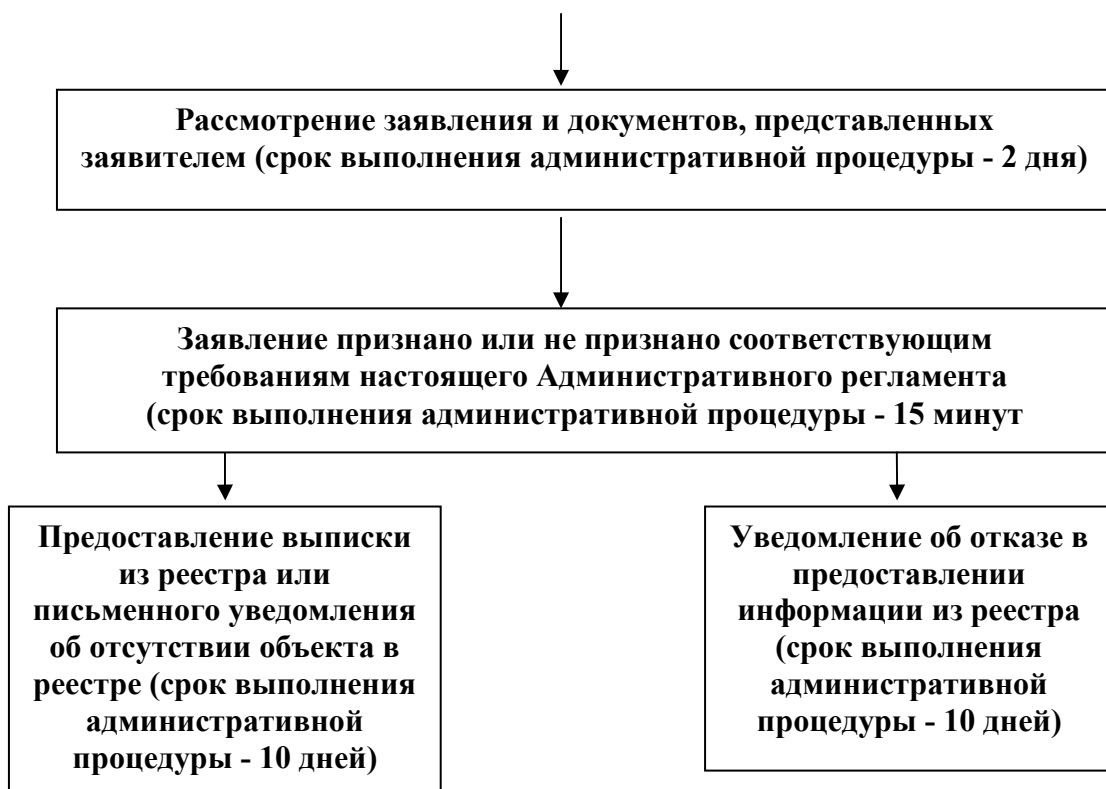 Рассмотрение заявления и документов, представленных
заявителем (срок выполнения административной процедуры - 2 дня)
Заявление признано или не признано соответствующим
требованиям настоящего Административного регламента
(срок выполнения административной процедуры - 15 минут
Предоставление выписки
из реестра или
письменного уведомления
об отсутствии объекта в
реестре (срок выполнения
административной
процедуры - 10 дней)
Уведомление об отказе в
предоставлении
информации из реестра
(срок выполнения
административной
процедуры - 10 дней)